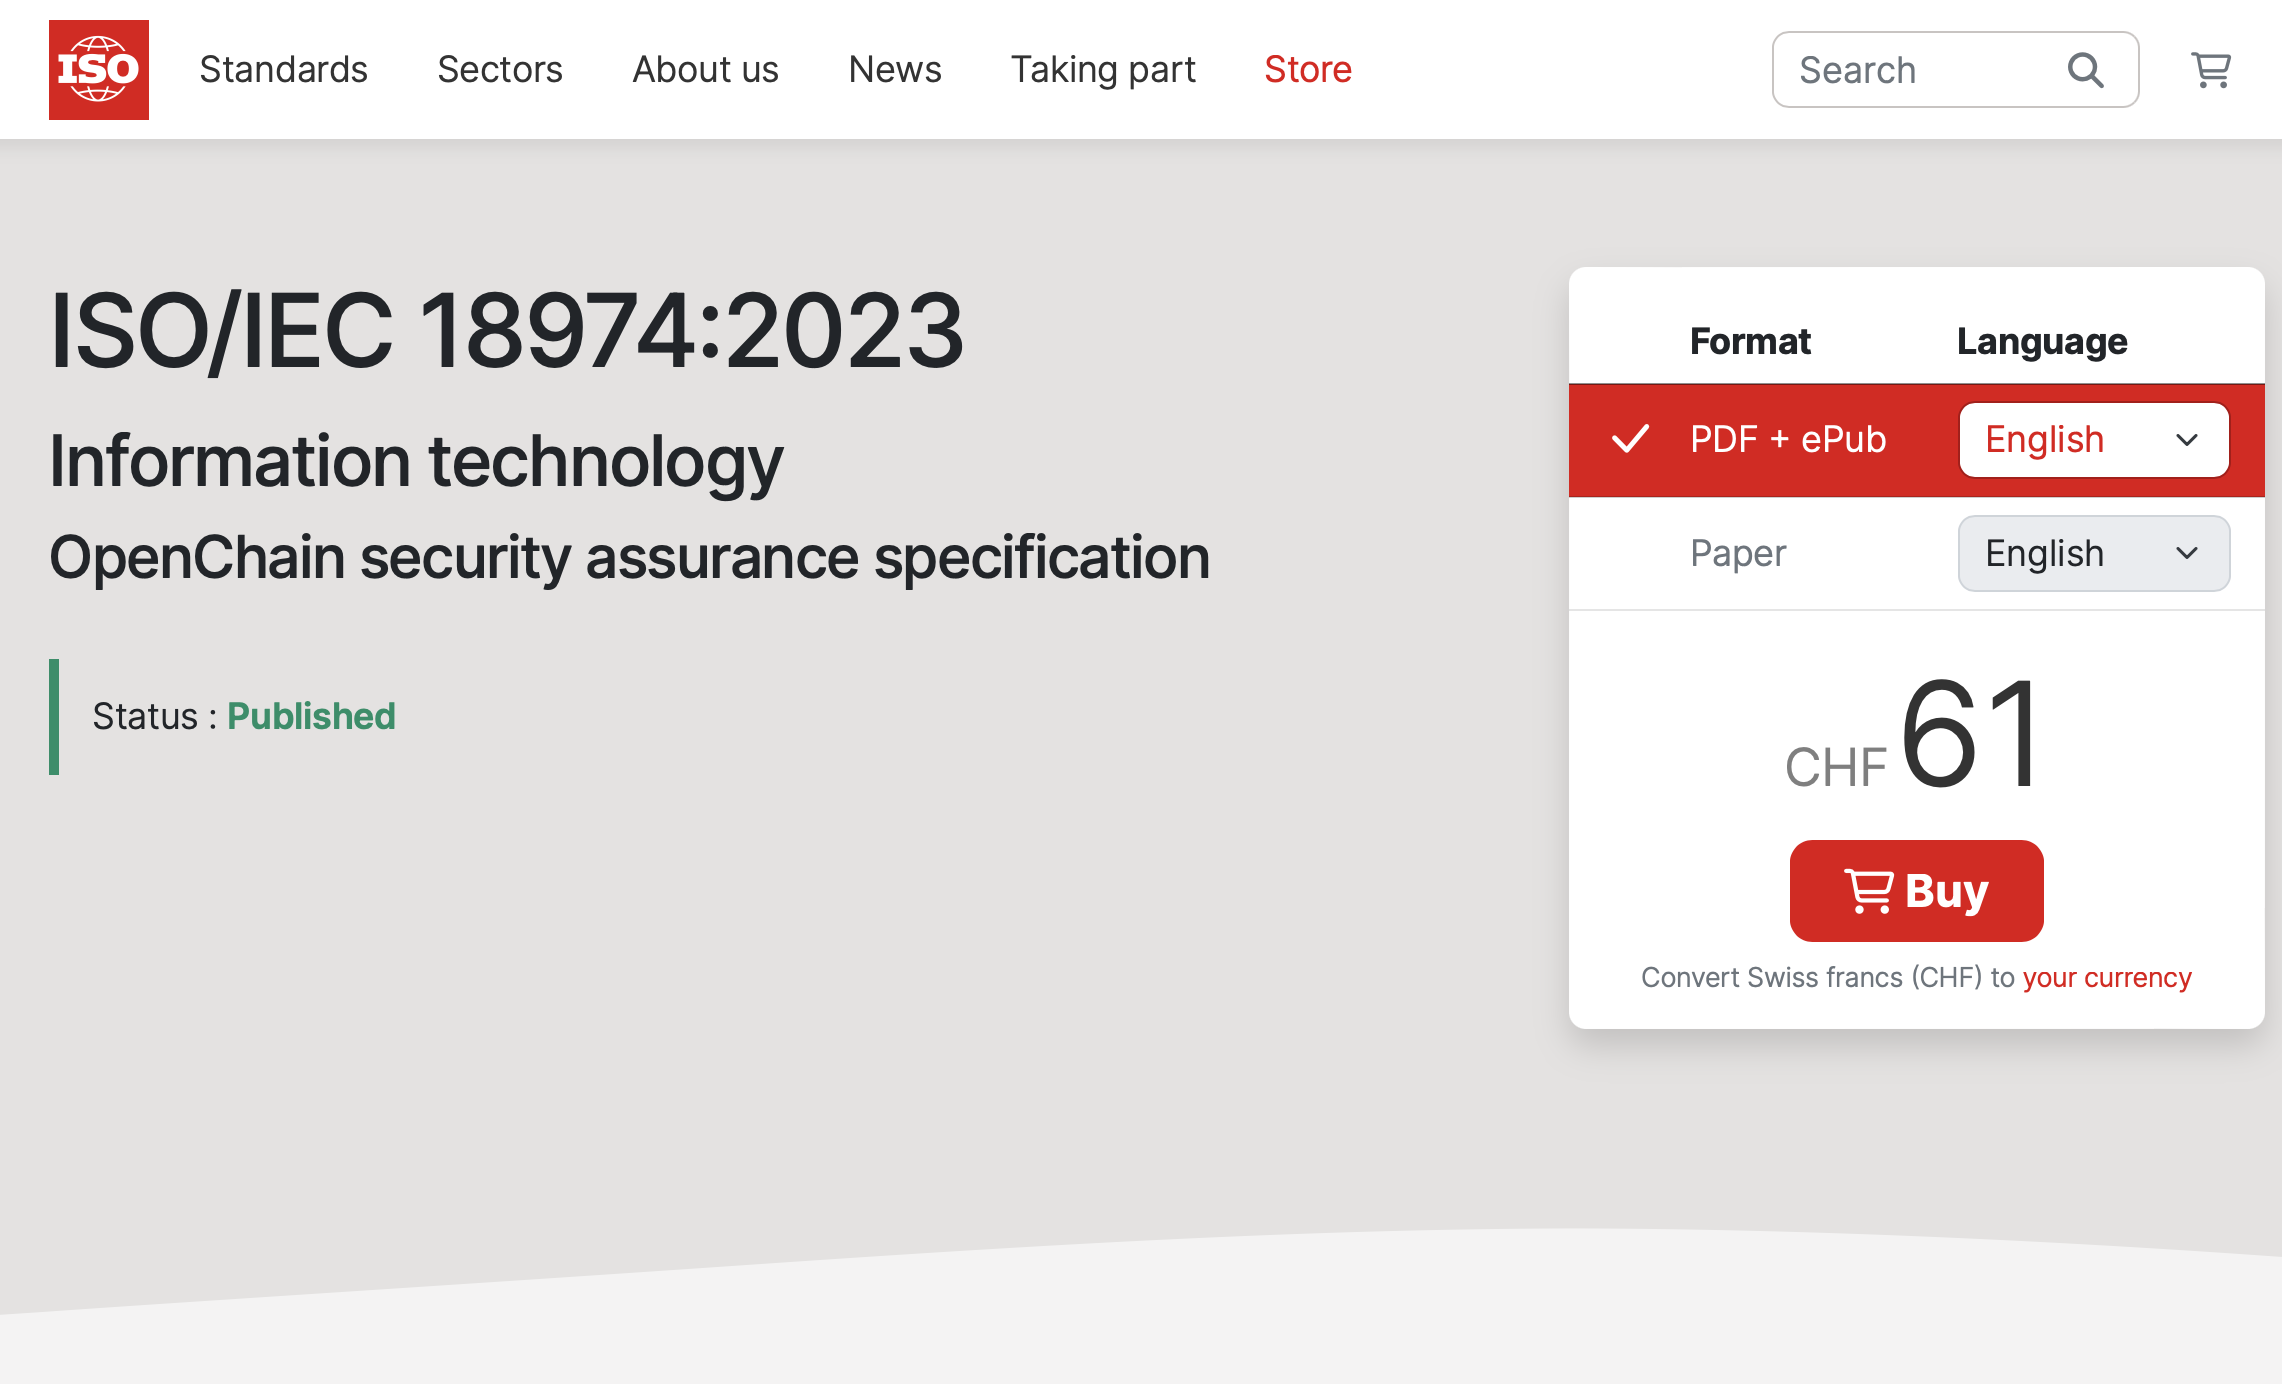 ISO
Standards Sectors About us News Taking part Store Search
ISO/IEC 18974:2023
Information technology
OpenChain security assurance specification
Status : Published
Format Language
PDF + ePub English
Paper English
CHF 61
Buy
Convert Swiss francs (CHF) to your currency